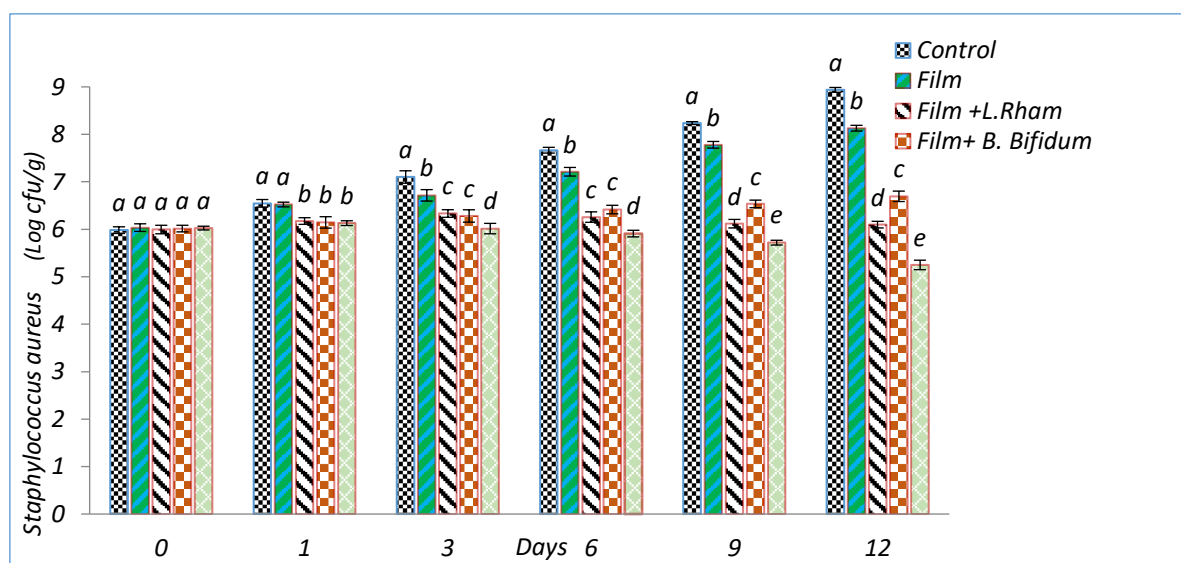 Control
Film
Film +L.Rham
Film+ B. Bifidum
Staphylococcus aureus (Log cfu/g)
9
8
7
6
5
4
3
2
1
0
a a a a a
a a b b b
a b c c d
a b c c d
a b d c e
a b d c e
0 1 3 Days 6 9 12